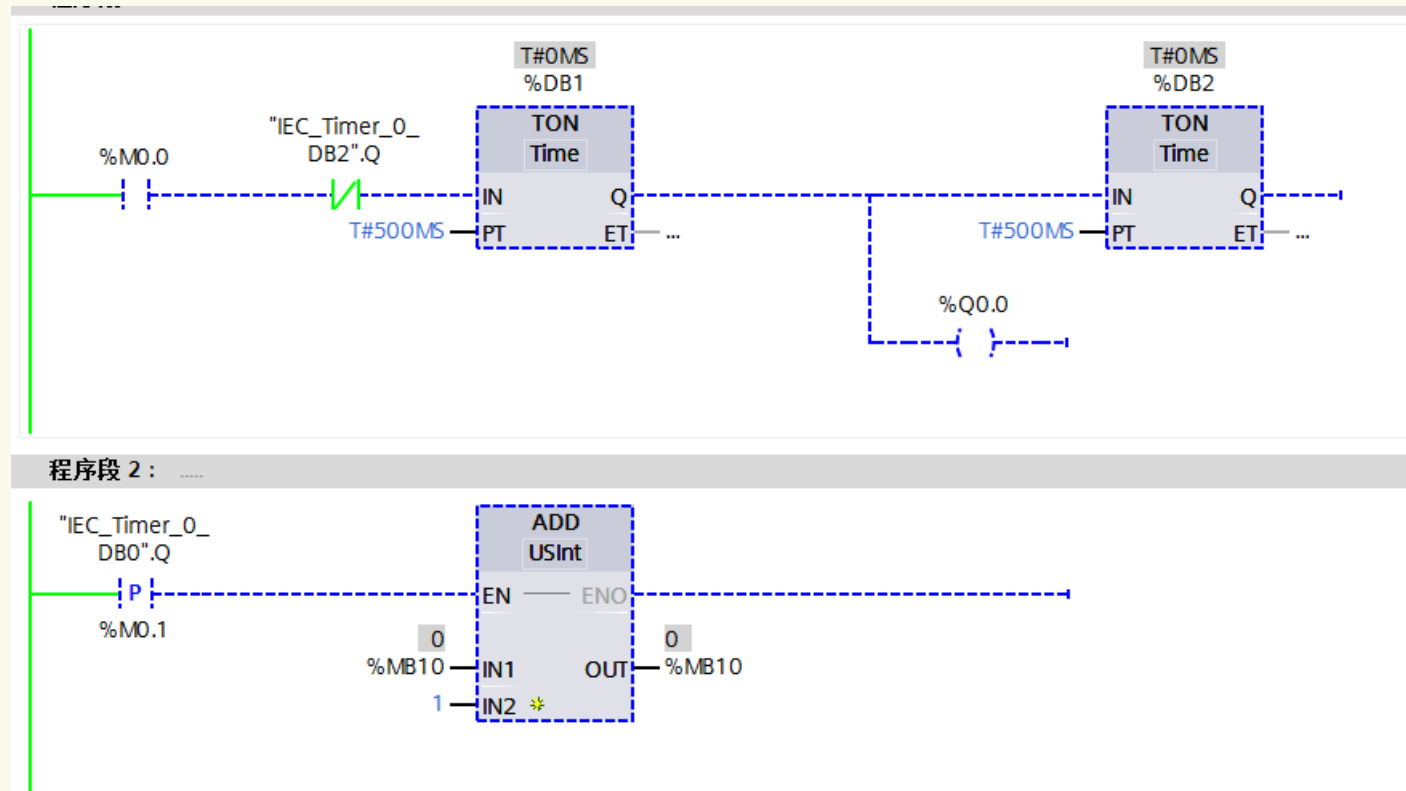 T#0MS
%DB1
TON
Time
"IEC_Timer_0_
DB2".Q
%M0.0
IN
Q
T#500MS
PT
ET
...
T#0MS
%DB2
TON
Time
IN
Q
T#500MS
PT
ET
...
%Q0.0
程序段 2： .....
"IEC_Timer_0_
DB0".Q
P
%M0.1
ADD
USInt
EN
ENO
0
%MB10
IN1
OUT
0
%MB10
1
IN2